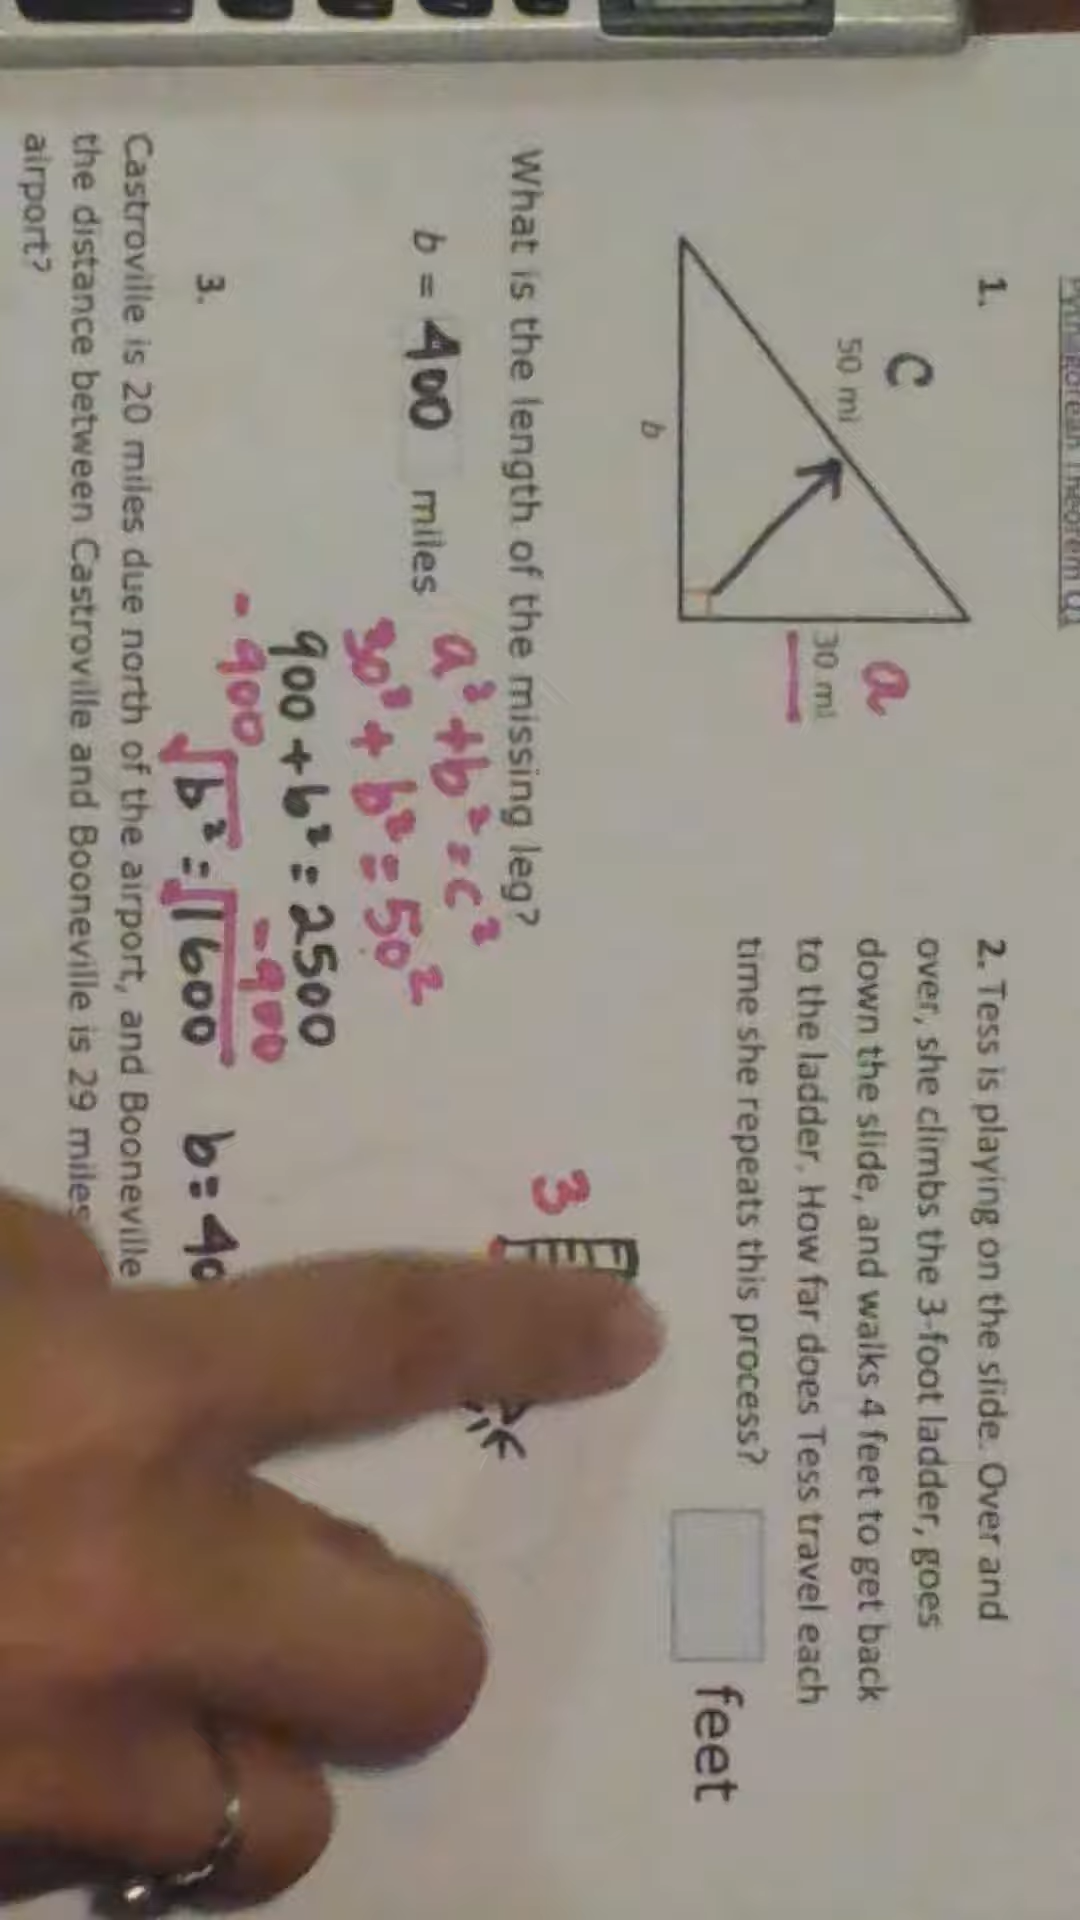 Pythagorean Theorem
1.
C
50 mi
a
30 mi
b
What is the length of the missing leg?
b = 400 miles
a² + b² = c²
30² + b² = 50²
900 + b² = 2500
-900 -900
√b² = √1600 b = 40
2. Tess is playing on the slide. Over and
over, she climbs the 3-foot ladder, goes
down the slide, and walks 4 feet to get back
to the ladder. How far does Tess travel each
time she repeats this process?
feet
3
3.
Castroville is 20 miles due north of the airport, and Booneville
the distance between Castroville and Booneville is 29 miles
airport?